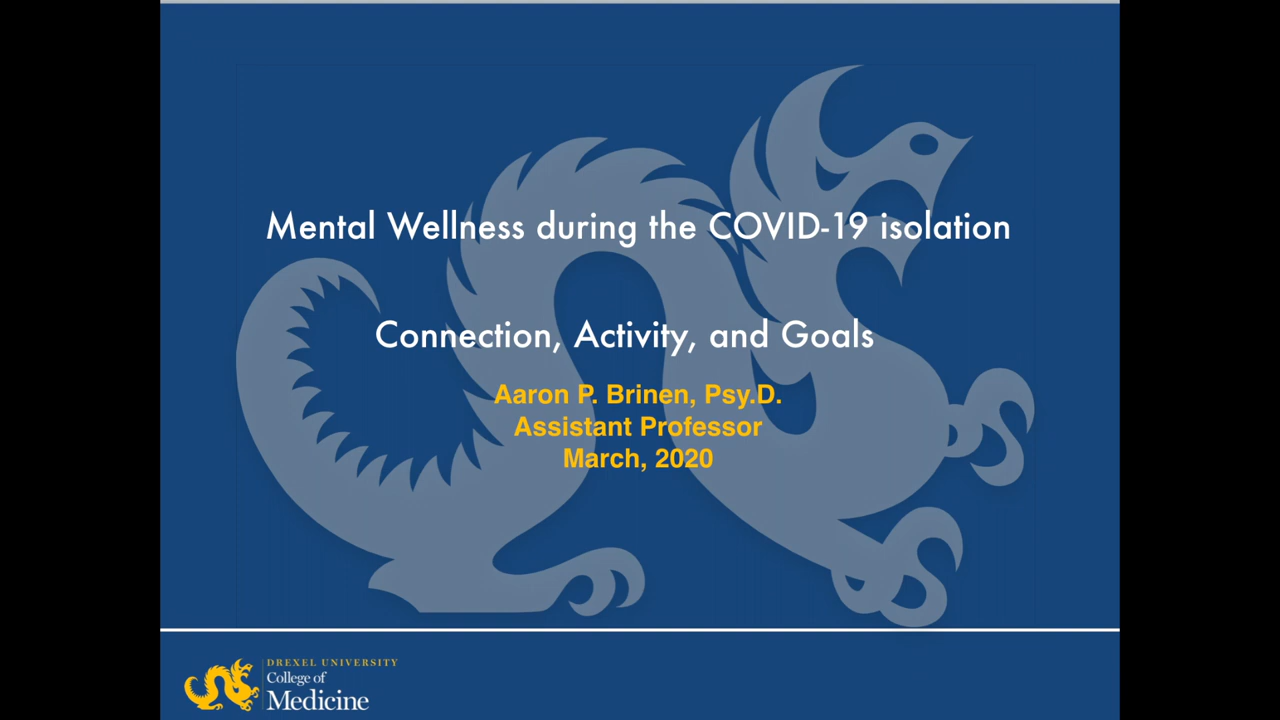 Mental Wellness during the COVID-19 isolation
Connection, Activity, and Goals
Aaron P. Brinen, Psy.D.
Assistant Professor
March, 2020
DREXEL UNIVERSITY
College of
Medicine